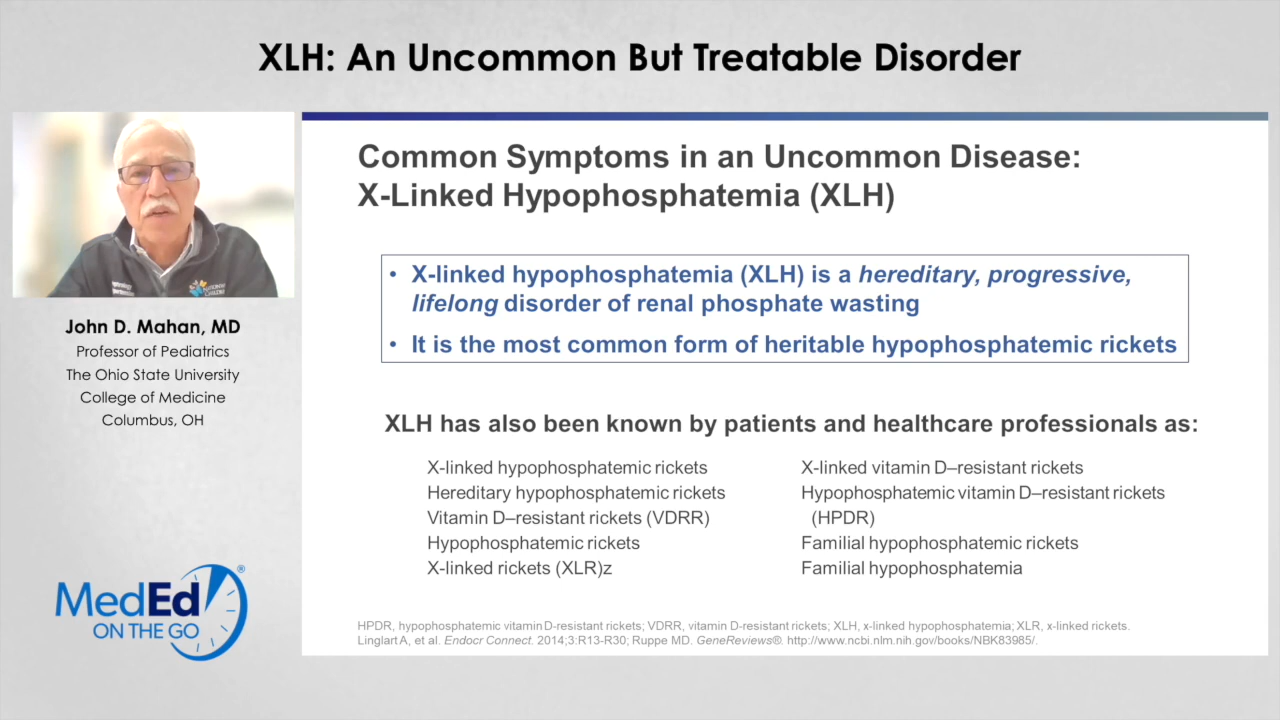 XLH: An Uncommon But Treatable Disorder
John D. Mahan, MD
Professor of Pediatrics
The Ohio State University
College of Medicine
Columbus, OH
MedEd®
ON THE GO
Common Symptoms in an Uncommon Disease:
X-Linked Hypophosphatemia (XLH)
• X-linked hypophosphatemia (XLH) is a hereditary, progressive,
lifelong disorder of renal phosphate wasting
• It is the most common form of heritable hypophosphatemic rickets
XLH has also been known by patients and healthcare professionals as:
X-linked hypophosphatemic rickets
Hereditary hypophosphatemic rickets
Vitamin D–resistant rickets (VDRR)
Hypophosphatemic rickets
X-linked rickets (XLR)z
X-linked vitamin D–resistant rickets
Hypophosphatemic vitamin D–resistant rickets
(HPDR)
Familial hypophosphatemic rickets
Familial hypophosphatemia
HPDR, hypophosphatemic vitamin D-resistant rickets; VDRR, vitamin D-resistant rickets; XLH, x-linked hypophosphatemia; XLR, x-linked rickets.
Linglart A, et al. Endocr Connect. 2014;3:R13-R30; Ruppe MD. GeneReviews®. http://www.ncbi.nlm.nih.gov/books/NBK83985/.